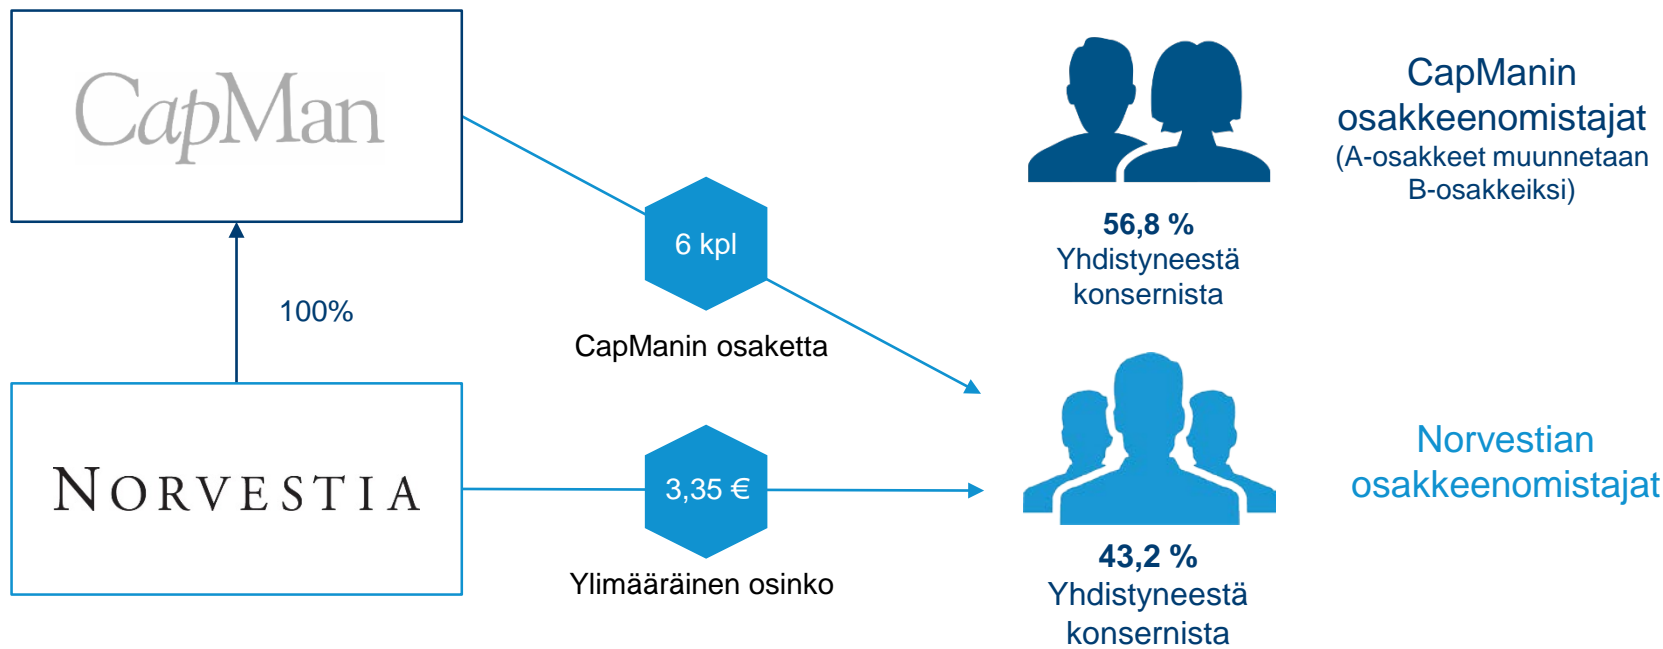 CapMan
CapManin
osakkeenomistajat
(A-osakkeet muunnetaan
B-osakkeiksi)
56,8 %
Yhdistyneestä
konsernista
6 kpl
CapManin osaketta
100%
NORVESTIA
3,35 €
Ylimääräinen osinko
Norvestian
osakkeenomistajat
43,2 %
Yhdistyneestä
konsernista